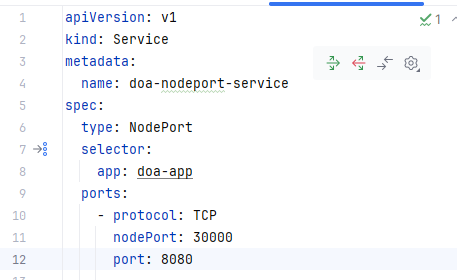 1 apiVersion: v1
2 kind: Service
3 metadata:
4 name: doa-nodeport-service
5 spec:
6 type: NodePort
7 selector:
8 app: doa-app
9 ports:
10 - protocol: TCP
11 nodePort: 30000
12 port: 8080
1